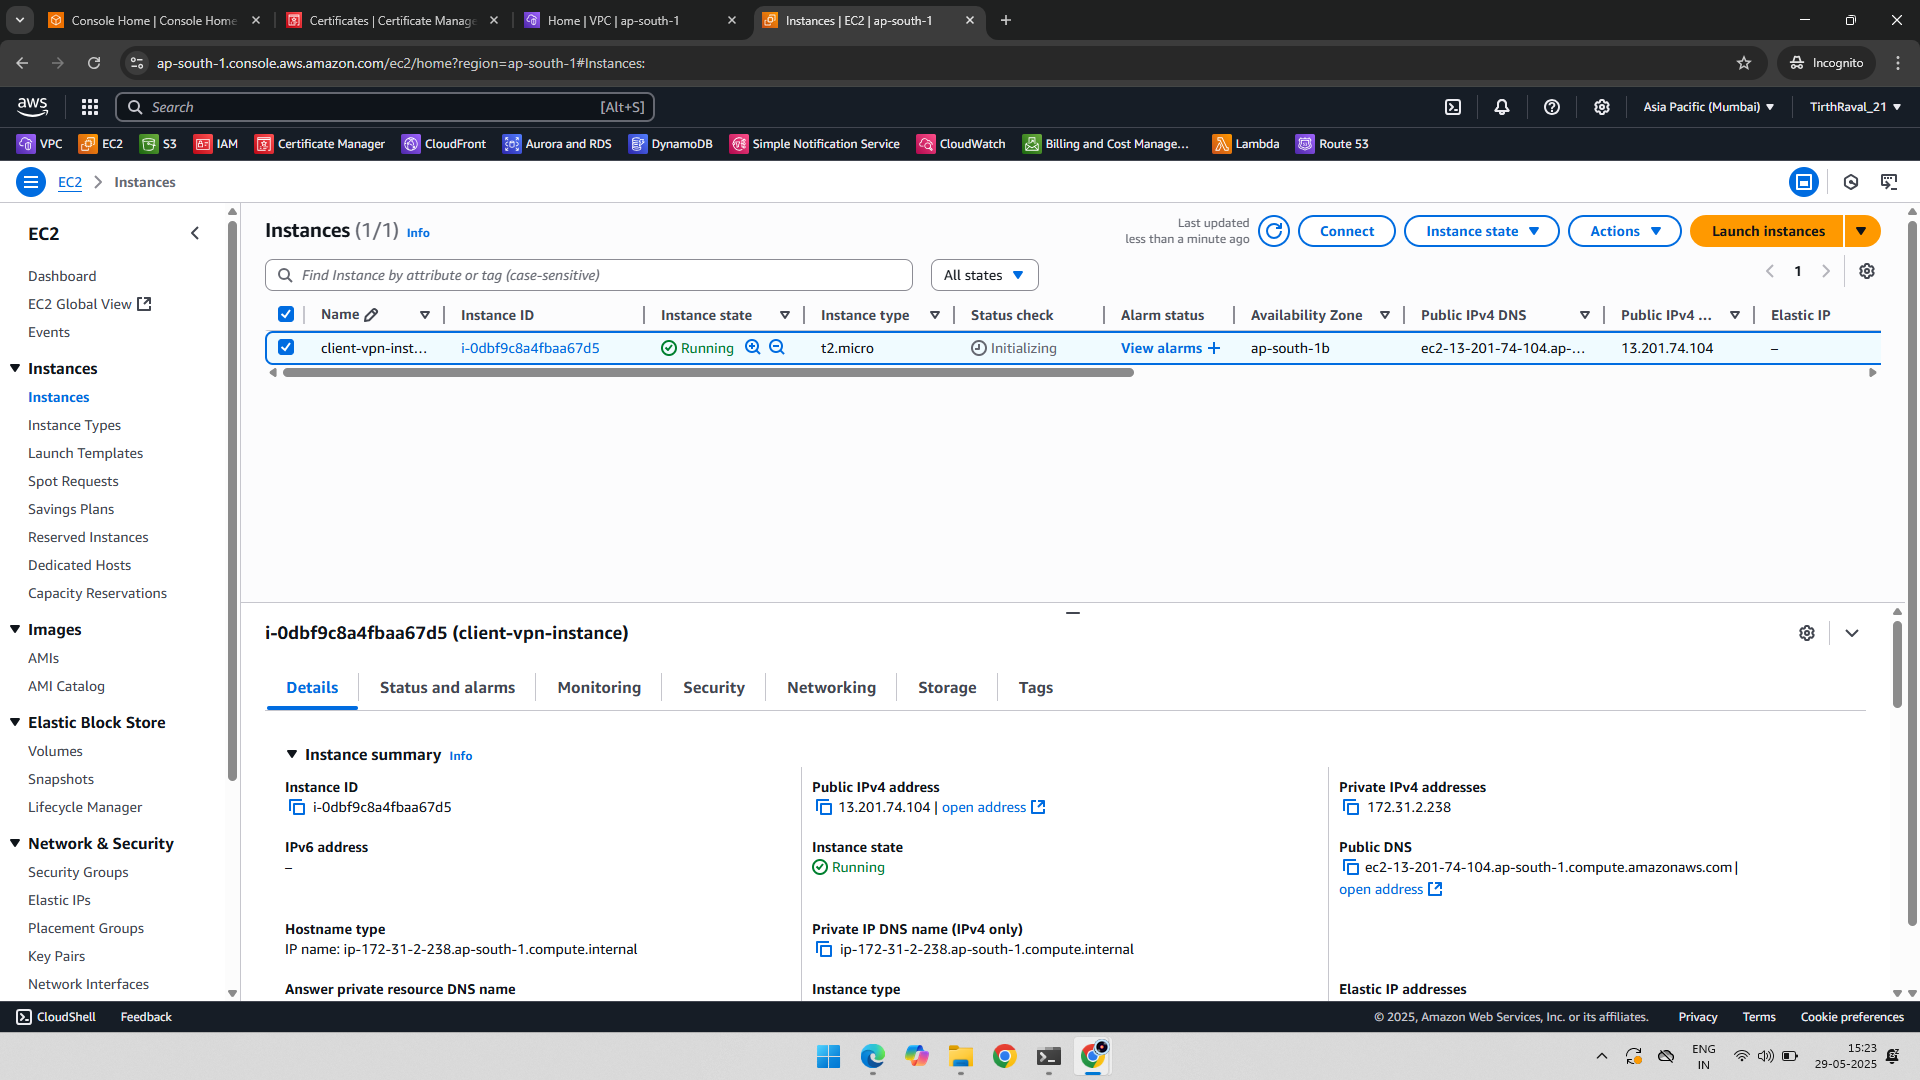 Console Home | Console Home
Certificates | Certificate Manage
Home | VPC | ap-south-1
Instances | EC2 | ap-south-1
ap-south-1.console.aws.amazon.com/ec2/home?region=ap-south-1#Instances:
Incognito
aws
Search
[Alt+S]
Asia Pacific (Mumbai)
TirthRaval_21
VPC
EC2
S3
IAM
Certificate Manager
CloudFront
Aurora and RDS
DynamoDB
Simple Notification Service
CloudWatch
Billing and Cost Manage...
Lambda
Route 53
EC2
Instances
EC2
Dashboard
EC2 Global View
Events
Instances
Instances
Instance Types
Launch Templates
Spot Requests
Savings Plans
Reserved Instances
Dedicated Hosts
Capacity Reservations
Images
AMIs
AMI Catalog
Elastic Block Store
Volumes
Snapshots
Lifecycle Manager
Network & Security
Security Groups
Elastic IPs
Placement Groups
Key Pairs
Network Interfaces
Instances (1/1) Info
Last updated
less than a minute ago
Connect
Instance state
Actions
Launch instances
Find Instance by attribute or tag (case-sensitive)
All states
1
Name
Instance ID
Instance state
Instance type
Status check
Alarm status
Availability Zone
Public IPv4 DNS
Public IPv4 ...
Elastic IP
client-vpn-inst...
i-0dbf9c8a4fbaa67d5
Running
t2.micro
Initializing
View alarms +
ap-south-1b
ec2-13-201-74-104.ap-...
13.201.74.104
–
i-0dbf9c8a4fbaa67d5 (client-vpn-instance)
Details
Status and alarms
Monitoring
Security
Networking
Storage
Tags
Instance summary Info
Instance ID
i-0dbf9c8a4fbaa67d5
Public IPv4 address
13.201.74.104 | open address
Private IPv4 addresses
172.31.2.238
IPv6 address
–
Instance state
Running
Public DNS
ec2-13-201-74-104.ap-south-1.compute.amazonaws.com |
open address
Hostname type
IP name: ip-172-31-2-238.ap-south-1.compute.internal
Private IP DNS name (IPv4 only)
ip-172-31-2-238.ap-south-1.compute.internal
Answer private resource DNS name
Instance type
Elastic IP addresses
CloudShell
Feedback
© 2025, Amazon Web Services, Inc. or its affiliates.
Privacy
Terms
Cookie preferences
ENG
IN
15:23
29-05-2025